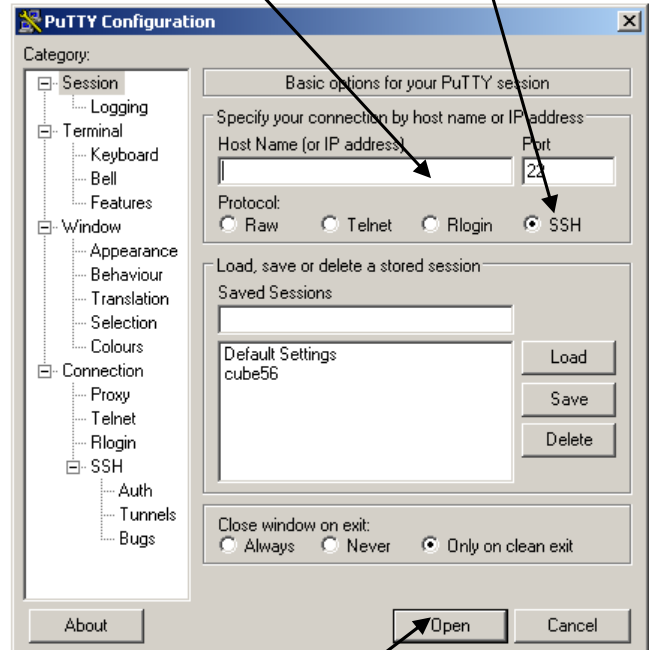 PuTTY Configuration
Category:
Session
Logging
Terminal
Keyboard
Bell
Features
Window
Appearance
Behaviour
Translation
Selection
Colours
Connection
Proxy
Telnet
Rlogin
SSH
Auth
Tunnels
Bugs
Basic options for your PuTTY session
Specify your connection by host name or IP address
Host Name (or IP address) Port
22
Protocol:
Raw Telnet Rlogin SSH
Load, save or delete a stored session
Saved Sessions
Default Settings
cube56
Load
Save
Delete
Close window on exit:
Always Never Only on clean exit
About Open Cancel